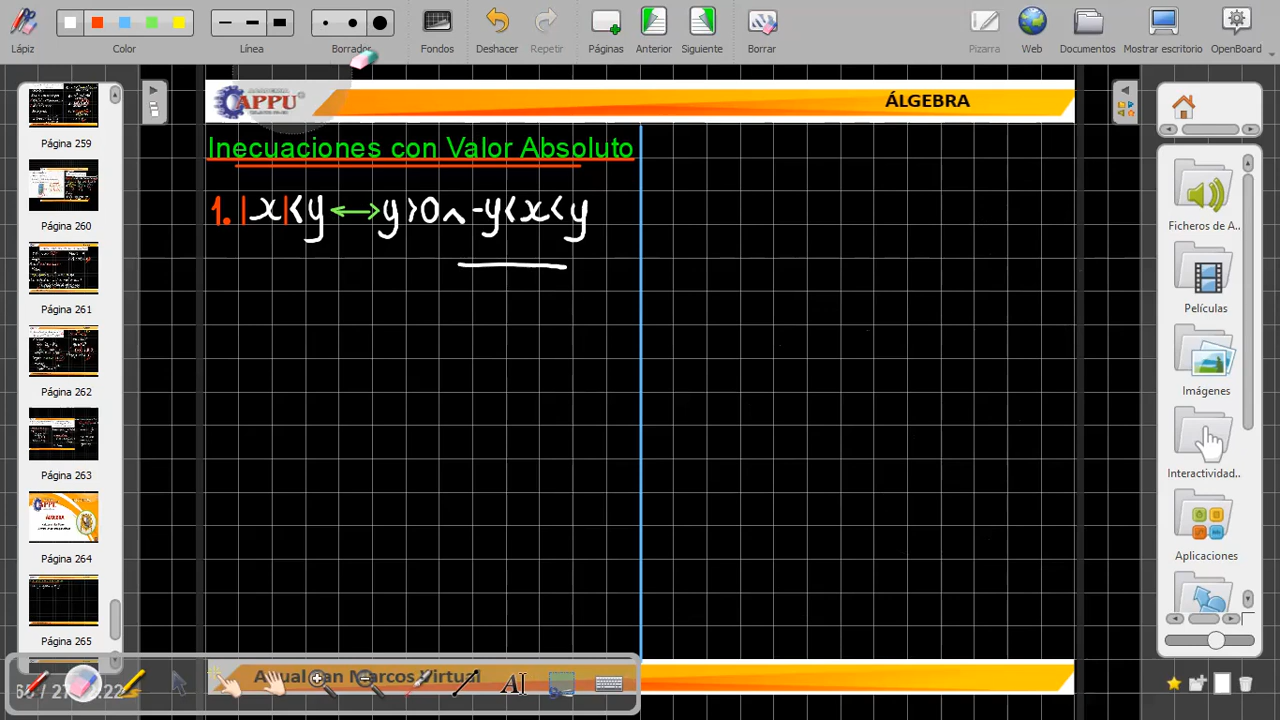 Lápiz
Color
Línea
Borrador
Fondos
Deshacer
Repetir
Páginas
Anterior
Siguiente
Borrar
Pizarra
Web
Documentos
Mostrar escritorio
OpenBoard
ACADEMIA
APPU
ÁLGEBRA
Inecuaciones con Valor Absoluto
1. |x|<y ⟷ y>0 ∧ -y<x<y
Página 259
Página 260
Página 261
Página 262
Página 263
Página 264
Página 265
Ficheros de A..
Películas
Imágenes
Interactividad..
Aplicaciones
Marcos Virtual